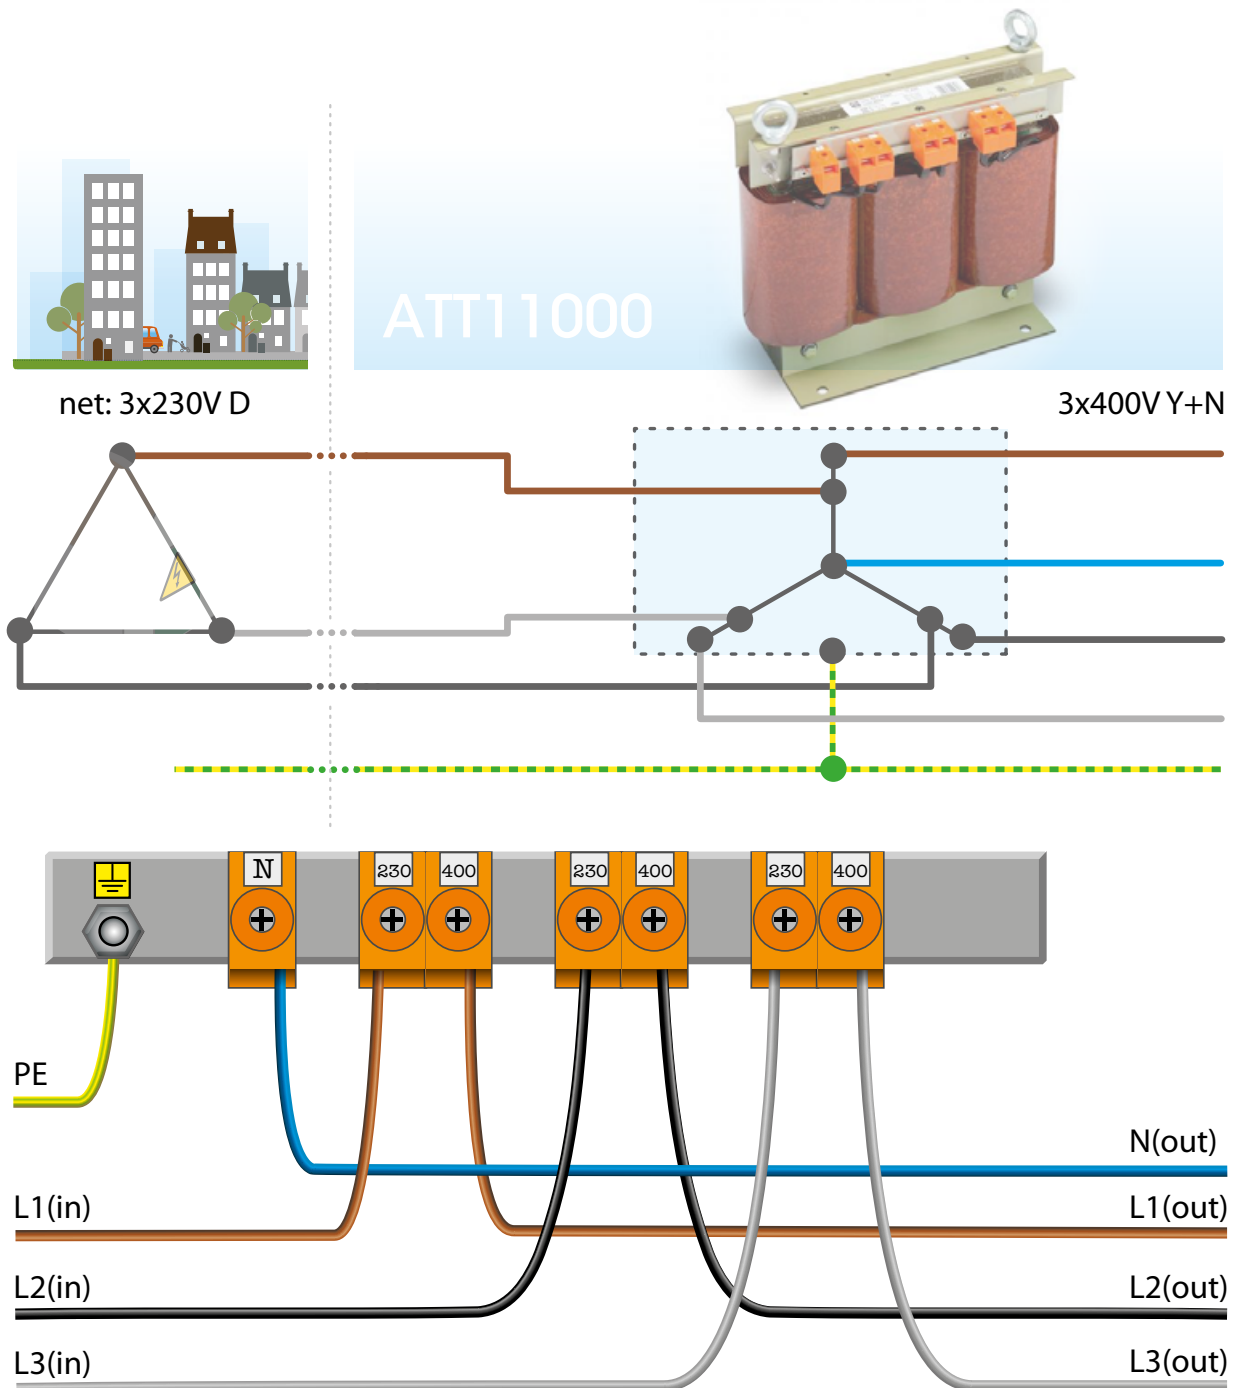 ATT11000
net: 3x230V D
3x400V Y+N
N
230
400
230
400
230
400
PE
N(out)
L1(in)
L1(out)
L2(in)
L2(out)
L3(in)
L3(out)